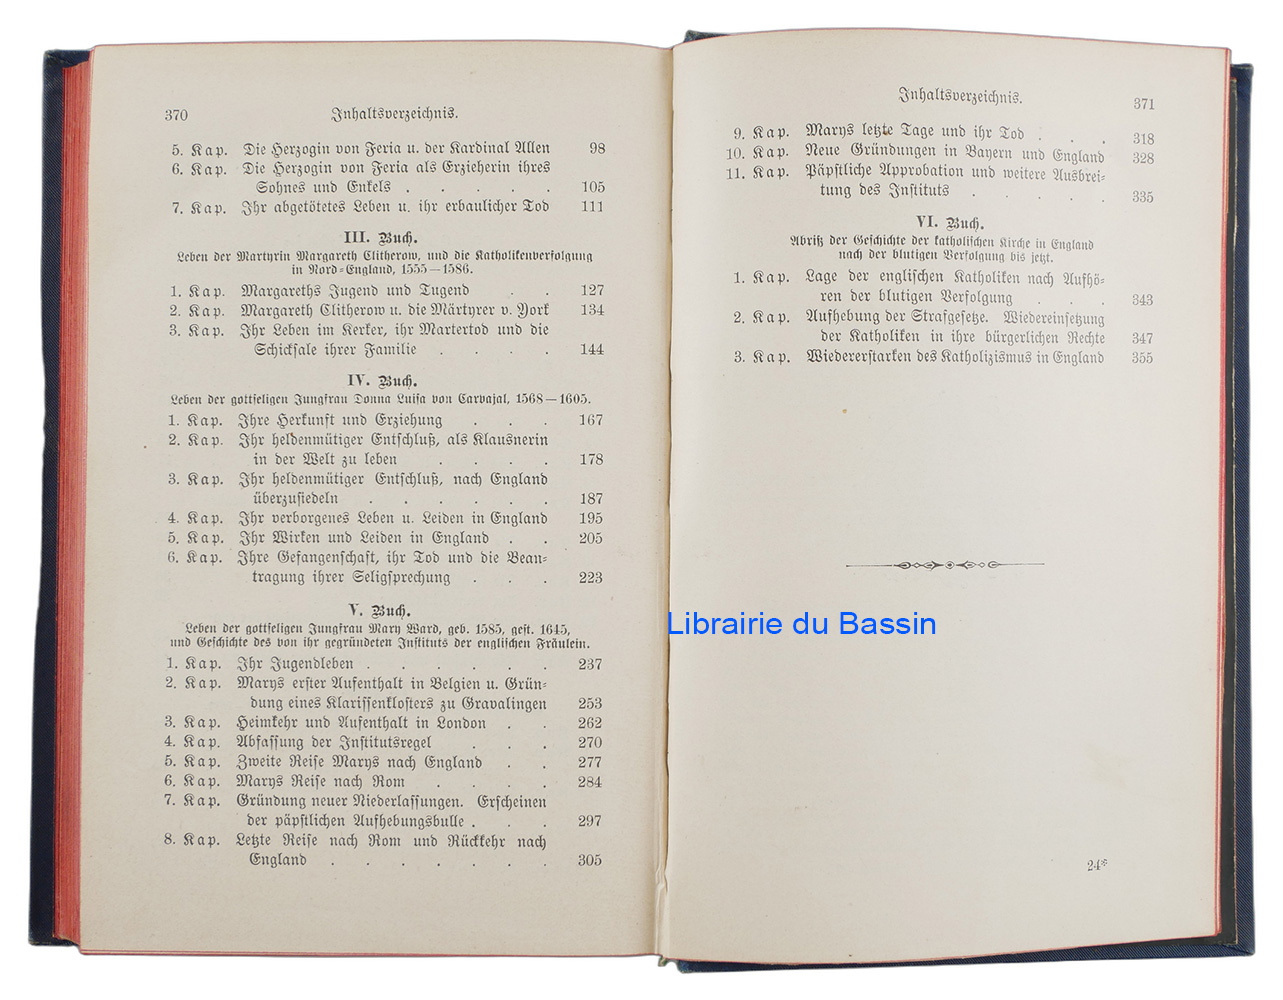 370 Inhaltsverzeichnis.
5. Kap. Die Herzogin von Feria u. der Kardinal Allen 98
6. Kap. Die Herzogin von Feria als Erzieherin ihres
Sohnes und Enkels . . . . . 105
7. Kap. Ihr abgetötetes Leben u. ihr erbaulicher Tod 111
III. Buch.
Leben der Martyrin Margareth Clitherow, und die Katholikenverfolgung
in Nord-England, 1555—1586.
1. Kap. Margareths Jugend und Tugend . . 127
2. Kap. Margareth Clitherow u. die Märtyrer v. York 134
3. Kap. Ihr Leben im Kerker, ihr Martertod und die
Schicksale ihrer Familie . . . . 144
IV. Buch.
Leben der gottseligen Jungfrau Donna Luisa von Carvajal, 1568—1605.
1. Kap. Ihre Herkunft und Erziehung . . . 167
2. Kap. Ihr heldenmütiger Entschluß, als Klausnerin
in der Welt zu leben . . . . 178
3. Kap. Ihr heldenmütiger Entschluß, nach England
überzusiedeln . . . . . . 187
4. Kap. Ihr verborgenes Leben u. Leiden in England 195
5. Kap. Ihr Wirken und Leiden in England . . 205
6. Kap. Ihre Gefangenschaft, ihr Tod und die Bean-
tragung ihrer Seligsprechung . . . 223
V. Buch.
Leben der gottseligen Jungfrau Mary Ward, geb. 1585, gest. 1645,
und Geschichte des von ihr gegründeten Instituts der englischen Fräulein.
1. Kap. Ihr Jugendleben . . . . . . 237
2. Kap. Marys erster Aufenthalt in Belgien u. Grün-
dung eines Klarissenklosters zu Gravalingen 253
3. Kap. Heimkehr und Aufenthalt in London . . 262
4. Kap. Abfassung der Institutsregel . . . 270
5. Kap. Zweite Reise Marys nach England . . 277
6. Kap. Marys Reise nach Rom . . . . 284
7. Kap. Gründung neuer Niederlassungen. Erscheinen
der päpstlichen Aufhebungsbulle . . . 297
8. Kap. Letzte Reise nach Rom und Rückkehr nach
England . . . . . . . 305
Inhaltsverzeichnis. 371
9. Kap. Marys letzte Tage und ihr Tod . . . 318
10. Kap. Neue Gründungen in Bayern und England 328
11. Kap. Päpstliche Approbation und weitere Ausbrei-
tung des Instituts . . . . . 335
VI. Buch.
Abriß der Geschichte der katholischen Kirche in England
nach der blutigen Verfolgung bis jetzt.
1. Kap. Lage der englischen Katholiken nach Aufhö-
ren der blutigen Verfolgung . . . 343
2. Kap. Aufhebung der Strafgesetze. Wiedereinsetzung
der Katholiken in ihre bürgerlichen Rechte 347
3. Kap. Wiedererstarken des Katholizismus in England 355
Librairie du Bassin
24*